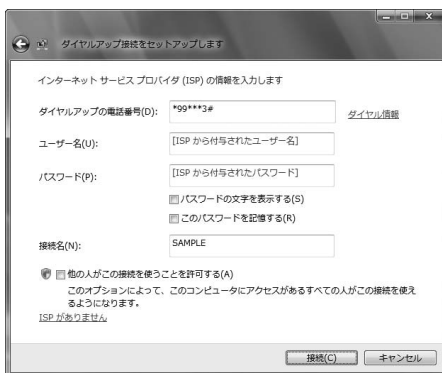 ダイヤルアップ接続をセットアップします
インターネット サービス プロバイダ (ISP) の情報を入力します
ダイヤルアップの電話番号(D):
*99***3#
ダイヤル情報
ユーザー名(U):
[ISP から付与されたユーザー名]
パスワード(P):
[ISP から付与されたパスワード]
パスワードの文字を表示する(S)
このパスワードを記憶する(R)
接続名(N):
SAMPLE
他の人がこの接続を使うことを許可する(A)
このオプションによって、このコンピュータにアクセスがあるすべての人がこの接続を使え
るようになります。
ISP がありません
接続(C)
キャンセル